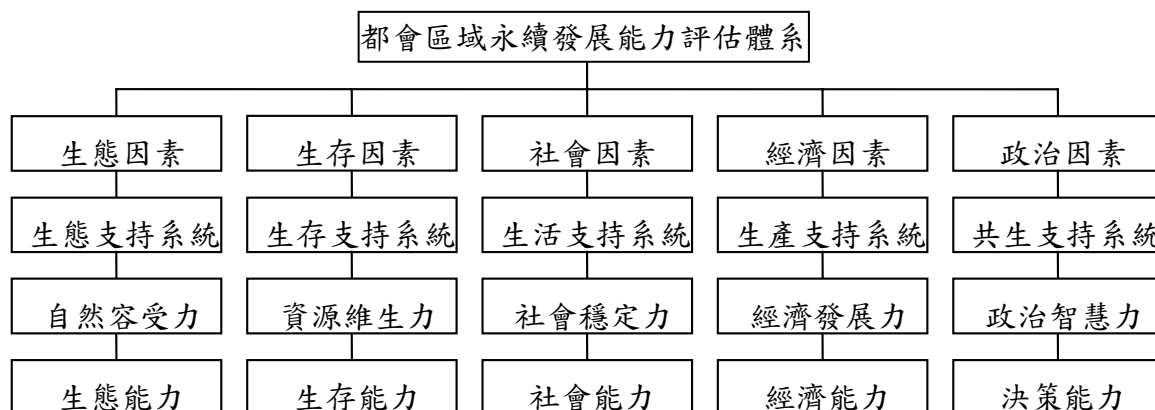 都會區域永續發展能力評估體系
生態因素 生存因素 社會因素 經濟因素 政治因素
生態支持系統 生存支持系統 生活支持系統 生產支持系統 共生支持系統
自然容受力 資源維生力 社會穩定力 經濟發展力 政治智慧力
生態能力 生存能力 社會能力 經濟能力 決策能力